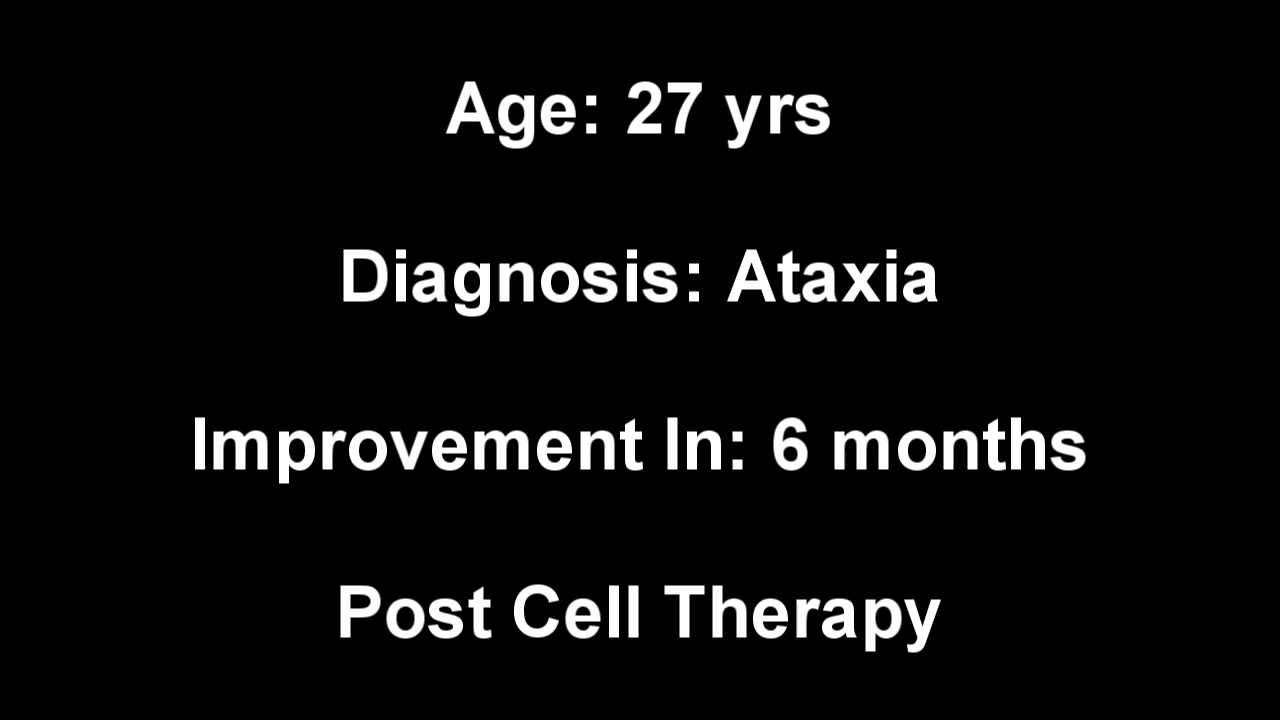 Age: 27 yrs
Diagnosis: Ataxia
Improvement In: 6 months
Post Cell Therapy